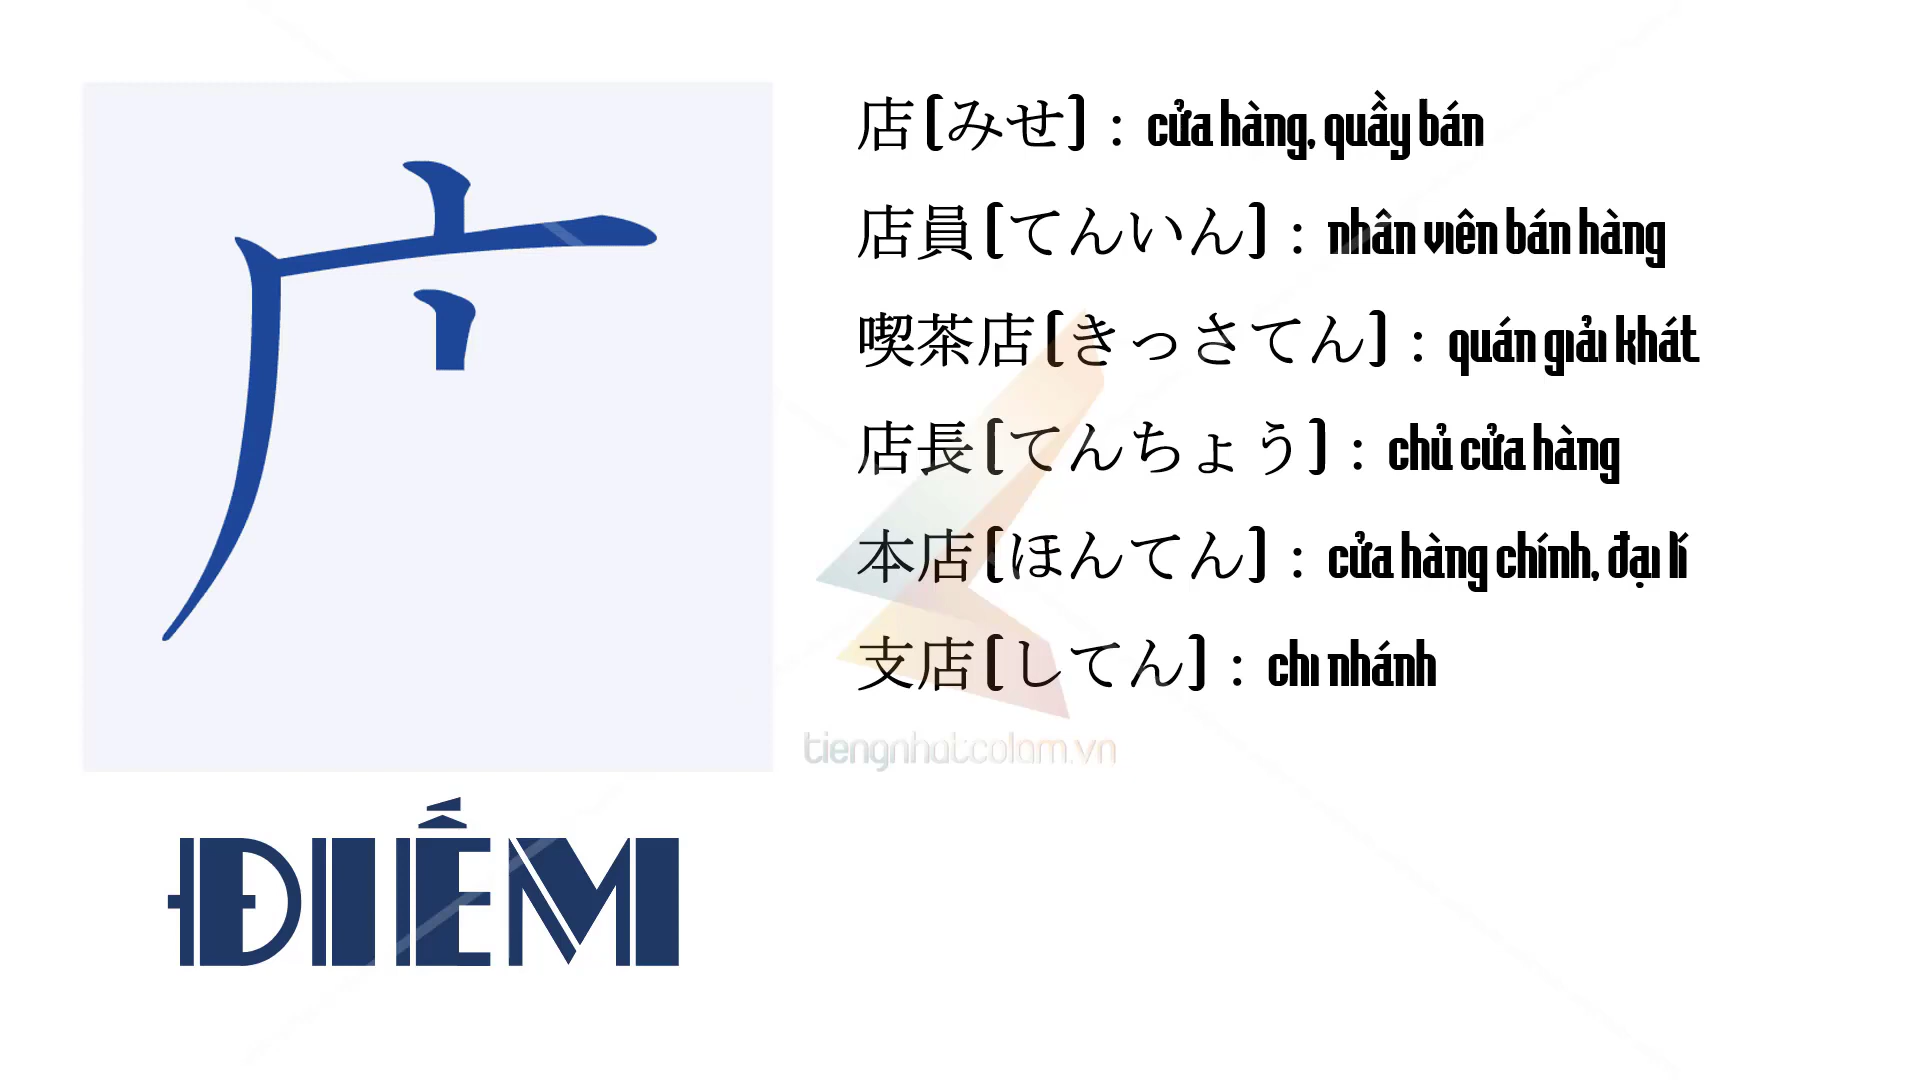 店(みせ) : cửa hàng, quầy bán
店員(てんいん) : nhân viên bán hàng
喫茶店(きっさてん) : quán giải khát
店長(てんちょう) : chủ cửa hàng
本店(ほんてん) : cửa hàng chính, đại lí
支店(してん) : chi nhánh
tiengnhatcolam.vn
ĐIẾM